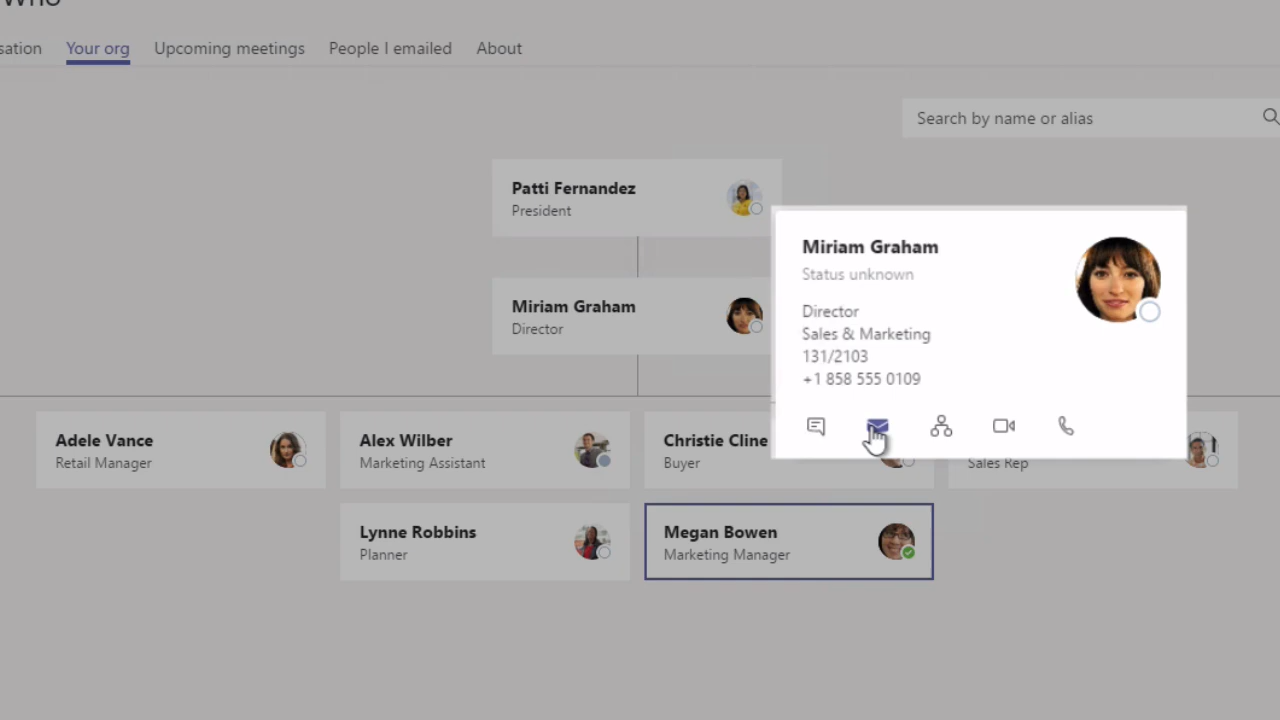 sation Your org Upcoming meetings People I emailed About
Search by name or alias
Patti Fernandez
President
Miriam Graham
Director
Miriam Graham
Status unknown
Director
Sales & Marketing
131/2103
+1 858 555 0109
Adele Vance
Retail Manager
Alex Wilber
Marketing Assistant
Christie Cline
Buyer
Sales Rep
Lynne Robbins
Planner
Megan Bowen
Marketing Manager